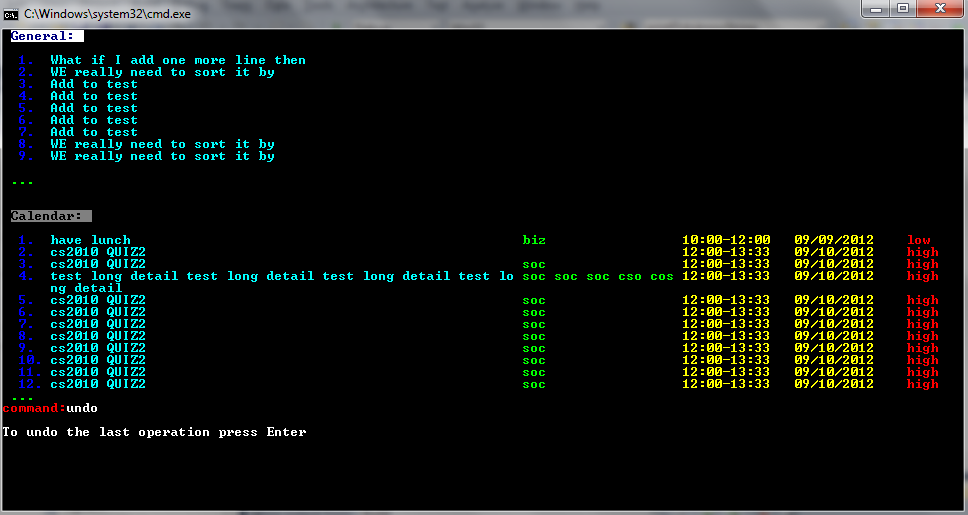 C:\Windows\system32\cmd.exe
General:
1. What if I add one more line then
2. WE really need to sort it by
3. Add to test
4. Add to test
5. Add to test
6. Add to test
7. Add to test
8. WE really need to sort it by
9. WE really need to sort it by
...
Calendar:
1. have lunch biz 10:00-12:00 09/09/2012 low
2. cs2010 QUIZ2 12:00-13:33 09/10/2012 high
3. cs2010 QUIZ2 soc 12:00-13:33 09/10/2012 high
4. test long detail test long detail test long detail test lo soc soc soc cso cos 12:00-13:33 09/10/2012 high
ng detail
5. cs2010 QUIZ2 soc 12:00-13:33 09/10/2012 high
6. cs2010 QUIZ2 soc 12:00-13:33 09/10/2012 high
7. cs2010 QUIZ2 soc 12:00-13:33 09/10/2012 high
8. cs2010 QUIZ2 soc 12:00-13:33 09/10/2012 high
9. cs2010 QUIZ2 soc 12:00-13:33 09/10/2012 high
10. cs2010 QUIZ2 soc 12:00-13:33 09/10/2012 high
11. cs2010 QUIZ2 soc 12:00-13:33 09/10/2012 high
12. cs2010 QUIZ2 soc 12:00-13:33 09/10/2012 high
...
command:undo
To undo the last operation press Enter